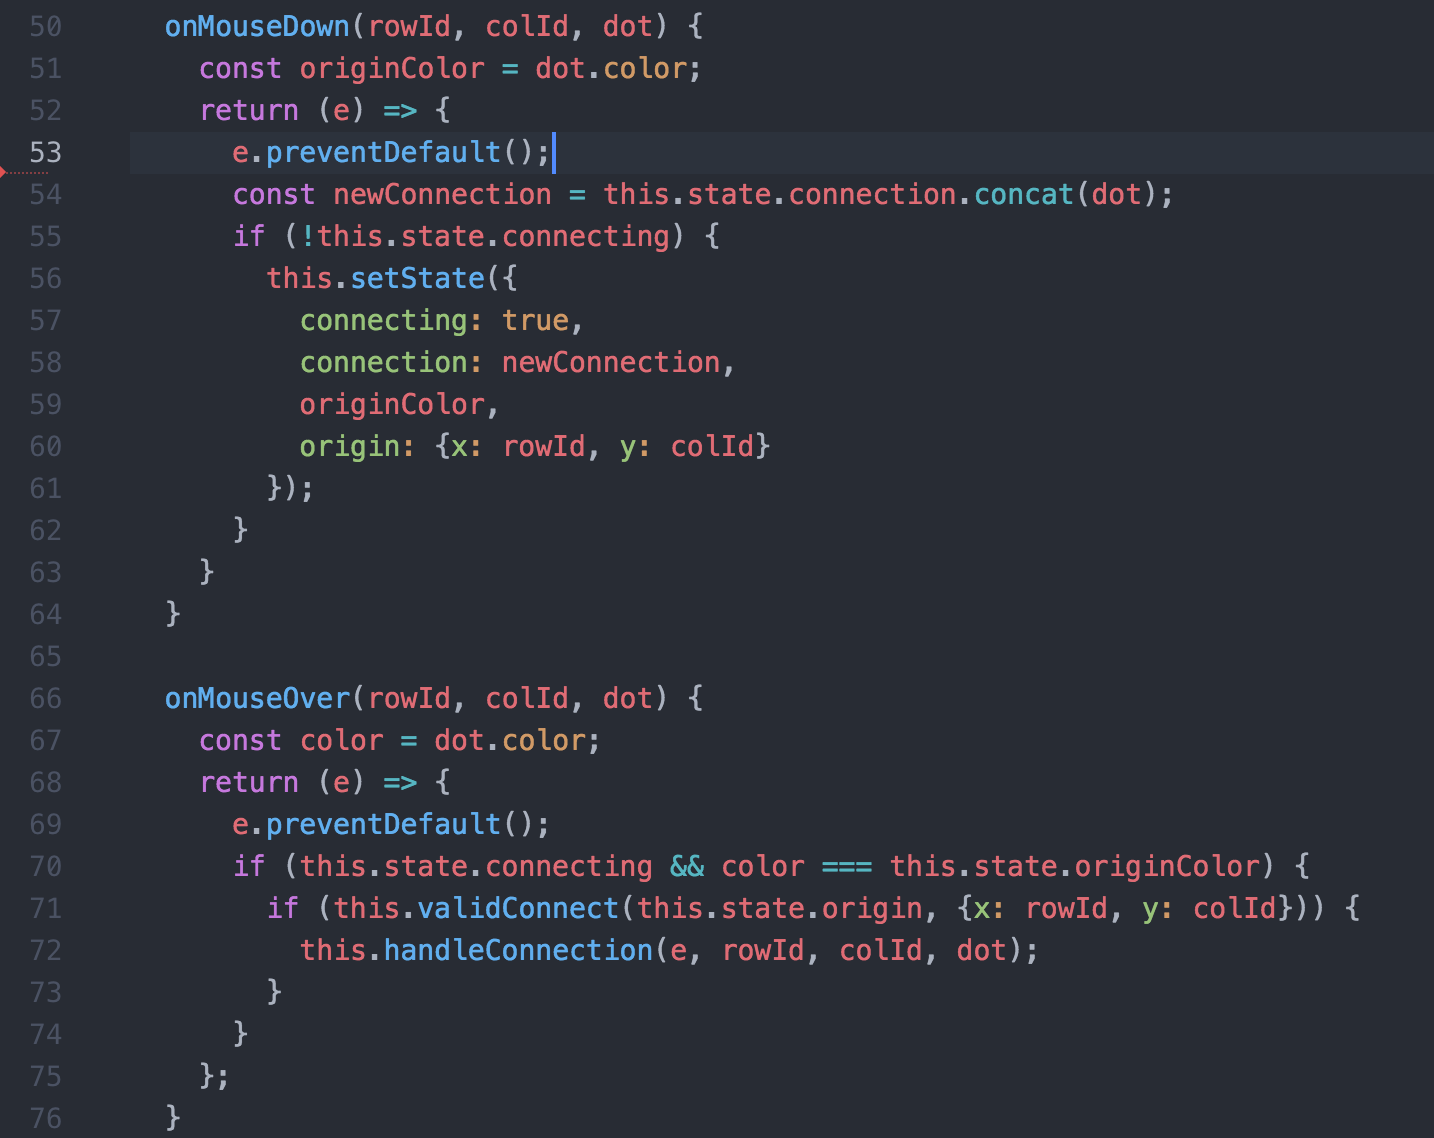 50 onMouseDown(rowId, colId, dot) {
51 const originColor = dot.color;
52 return (e) => {
53 e.preventDefault();
54 const newConnection = this.state.connection.concat(dot);
55 if (!this.state.connecting) {
56 this.setState({
57 connecting: true,
58 connection: newConnection,
59 originColor,
60 origin: {x: rowId, y: colId}
61 });
62 }
63 }
64 }
65
66 onMouseOver(rowId, colId, dot) {
67 const color = dot.color;
68 return (e) => {
69 e.preventDefault();
70 if (this.state.connecting && color === this.state.originColor) {
71 if (this.validConnect(this.state.origin, {x: rowId, y: colId})) {
72 this.handleConnection(e, rowId, colId, dot);
73 }
74 }
75 };
76 }